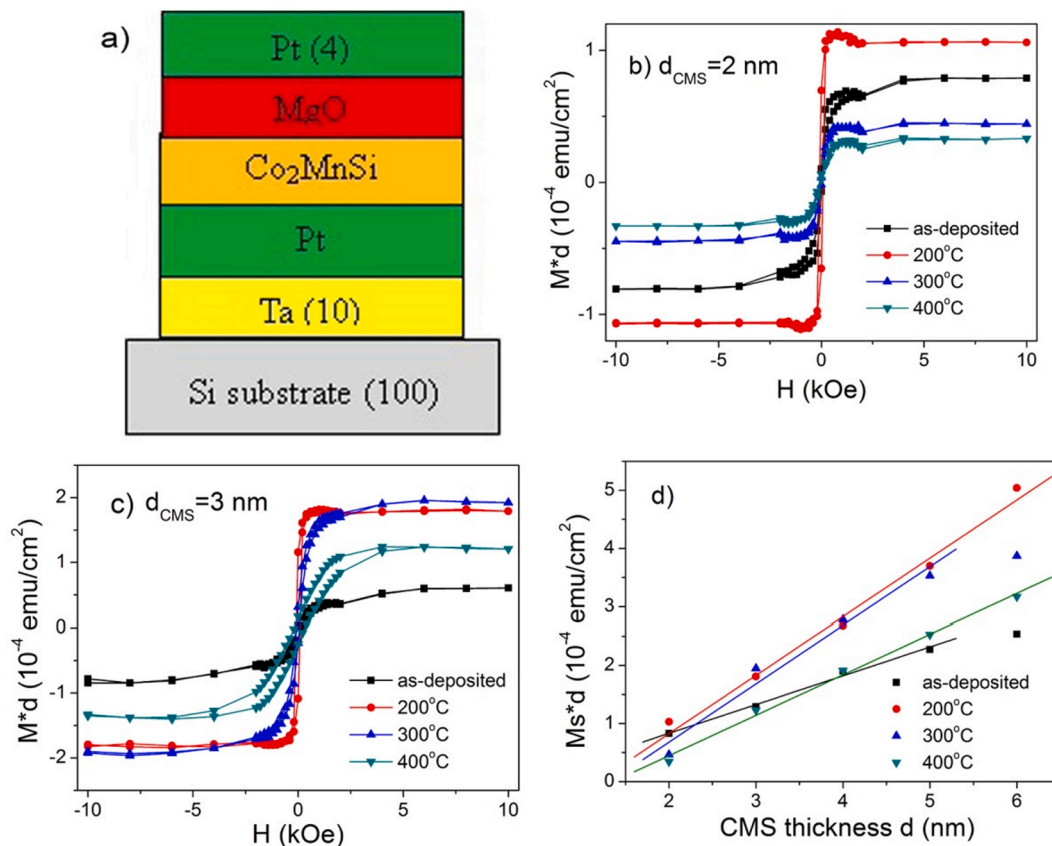 a)
Pt (4)
MgO
Co₂MnSi
Pt
Ta (10)
Si substrate (100)
b) d_CMS=2 nm
M*d (10⁻⁴ emu/cm²)
1
0
-1
as-deposited
200°C
300°C
400°C
-10 -5 0 5 10
H (kOe)
c) d_CMS=3 nm
M*d (10⁻⁴ emu/cm²)
2
1
0
-1
-2
as-deposited
200°C
300°C
400°C
-10 -5 0 5 10
H (kOe)
d)
Ms*d (10⁻⁴ emu/cm²)
5
4
3
2
1
0
as-deposited
200°C
300°C
400°C
2 3 4 5 6
CMS thickness d (nm)